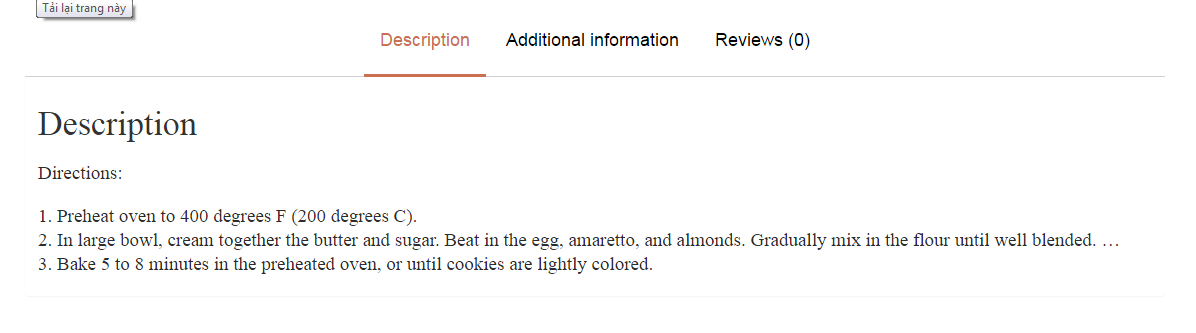 Tải lại trang này
Description Additional information Reviews (0)
Description
Directions:
1. Preheat oven to 400 degrees F (200 degrees C).
2. In large bowl, cream together the butter and sugar. Beat in the egg, amaretto, and almonds. Gradually mix in the flour until well blended. …
3. Bake 5 to 8 minutes in the preheated oven, or until cookies are lightly colored.